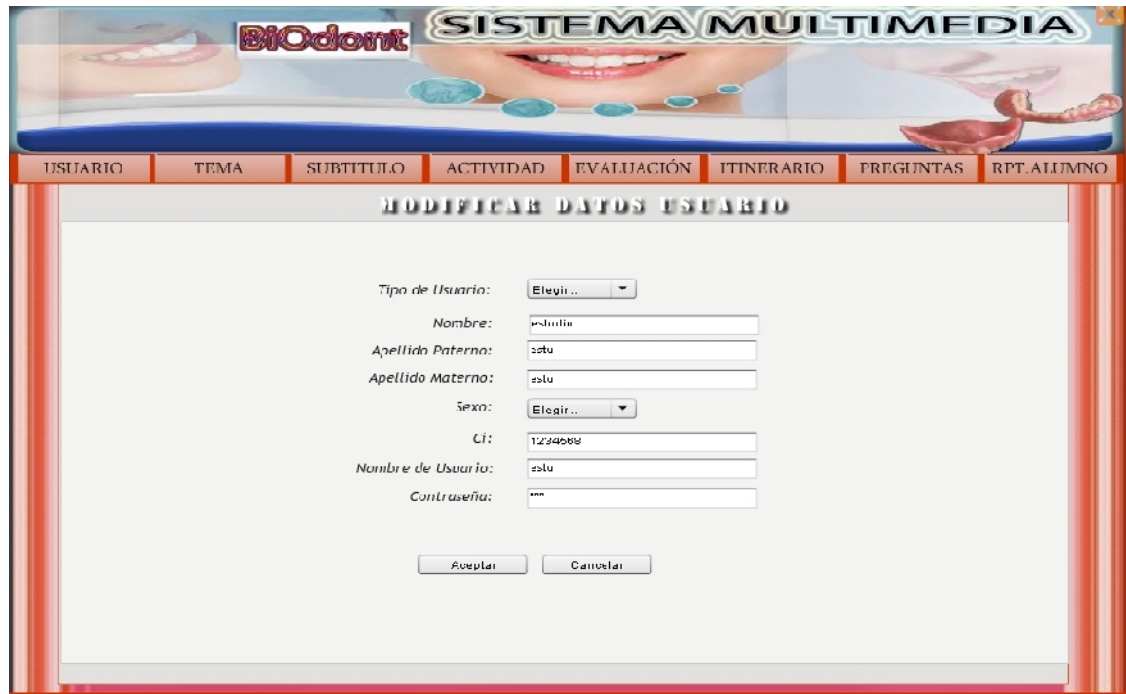 BiOdont SISTEMA MULTIMEDIA
USUARIO TEMA SUBTITULO ACTIVIDAD EVALUACIÓN ITINERARIO PREGUNTAS RPT.ALUMNO
MODIFICAR DATOS USUARIO
Tipo de Usuario: Elegir...
Nombre:
Apellido Paterno: estu
Apellido Materno: estu
Sexo: Elegir...
Ci: 1234568
Nombre de Usuario: estu
Contraseña: ***
Aceptar Cancelar